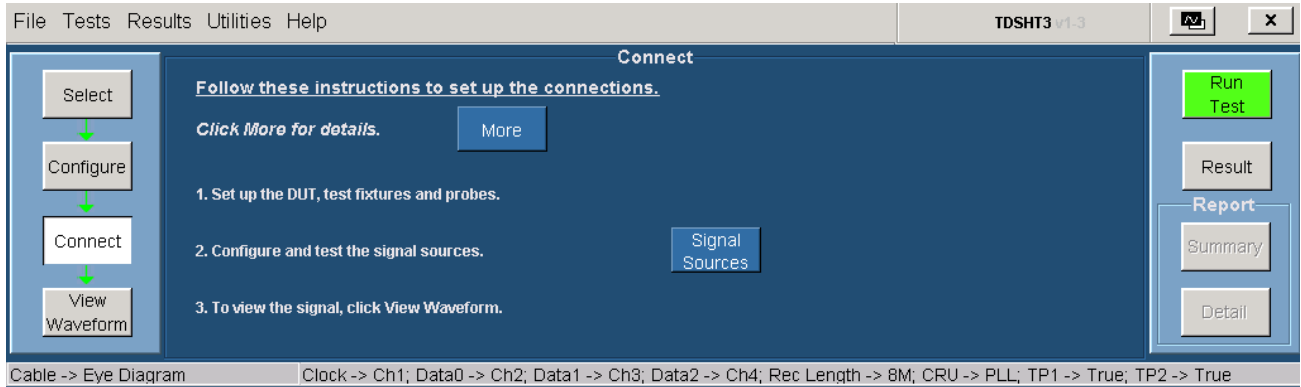 File Tests Results Utilities Help
TDSHT3 v1-3
x
Connect
Select
Configure
Connect
View
Waveform
Follow these instructions to set up the connections.
Click More for details.
More
1. Set up the DUT, test fixtures and probes.
2. Configure and test the signal sources.
Signal
Sources
3. To view the signal, click View Waveform.
Run
Test
Result
Report
Summary
Detail
Cable -> Eye Diagram
Clock -> Ch1; Data0 -> Ch2; Data1 -> Ch3; Data2 -> Ch4; Rec Length -> 8M; CRU -> PLL; TP1 -> True; TP2 -> True